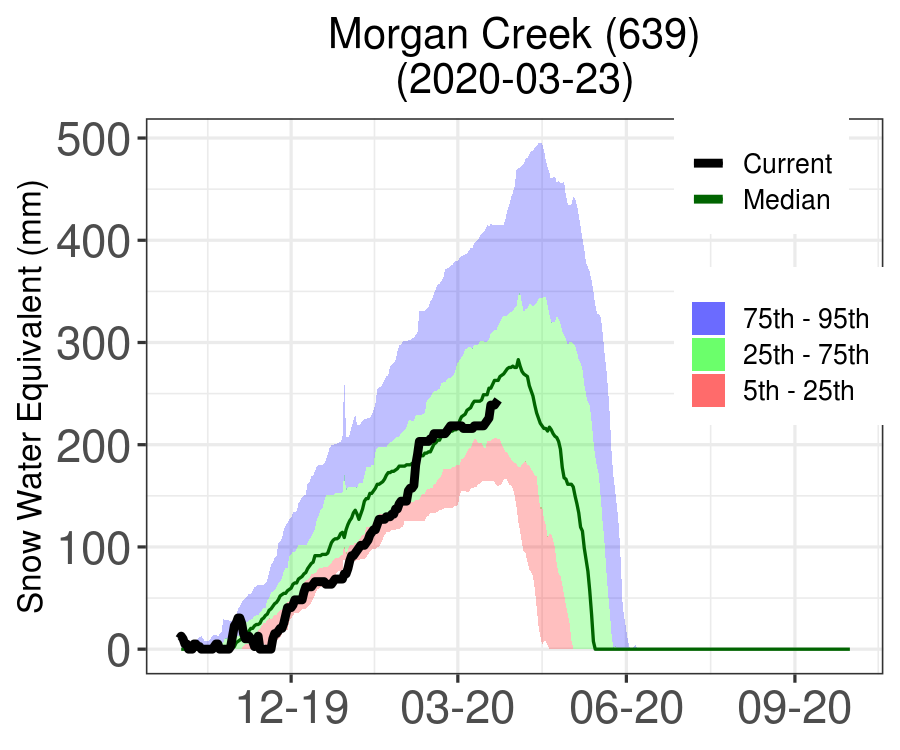 Morgan Creek (639)
(2020-03-23)
Snow Water Equivalent (mm)
500
400
300
200
100
0
12-19
03-20
06-20
09-20
Current
Median
75th - 95th
25th - 75th
5th - 25th